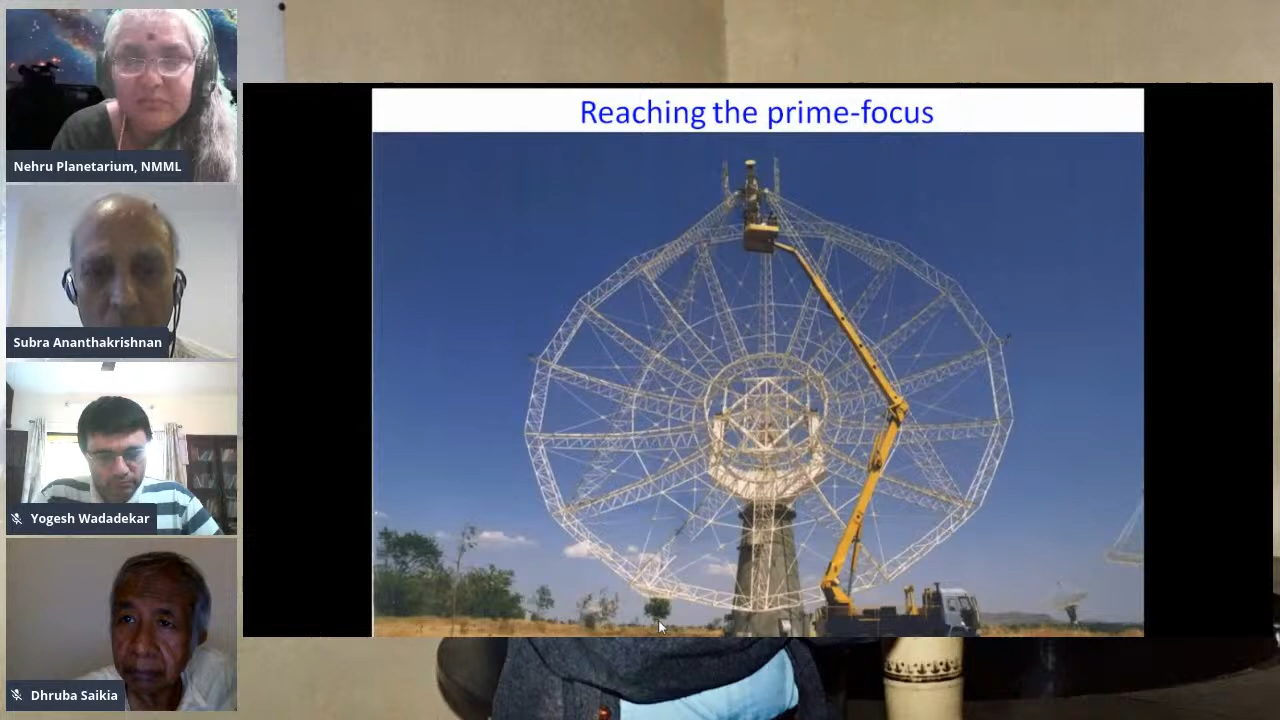 Reaching the prime-focus
Nehru Planetarium, NMML
Subra Ananthakrishnan
Yogesh Wadadekar
Dhruba Saikia